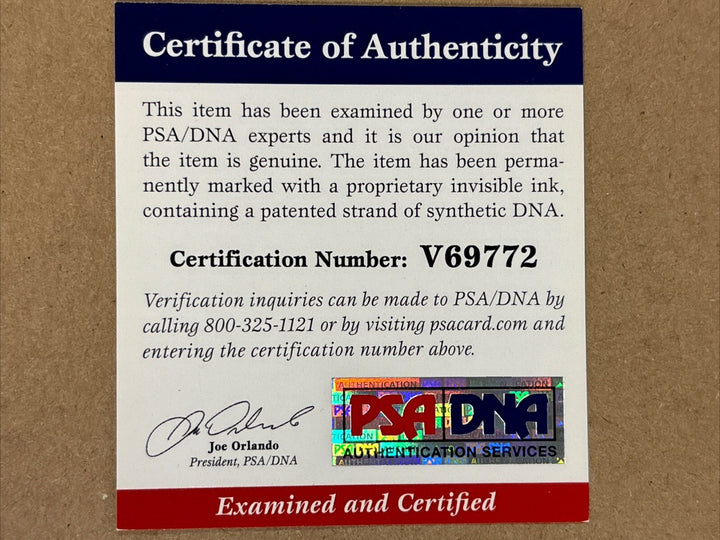 Certificate of Authenticity
This item has been examined by one or more
PSA/DNA experts and it is our opinion that
the item is genuine. The item has been perma-
nently marked with a proprietary invisible ink,
containing a patented strand of synthetic DNA.
Certification Number: V69772
Verification inquiries can be made to PSA/DNA by
calling 800-325-1121 or by visiting psacard.com and
entering the certification number above.
Joe Orlando
President, PSA/DNA
PSA DNA
AUTHENTICATION SERVICES
Examined and Certified